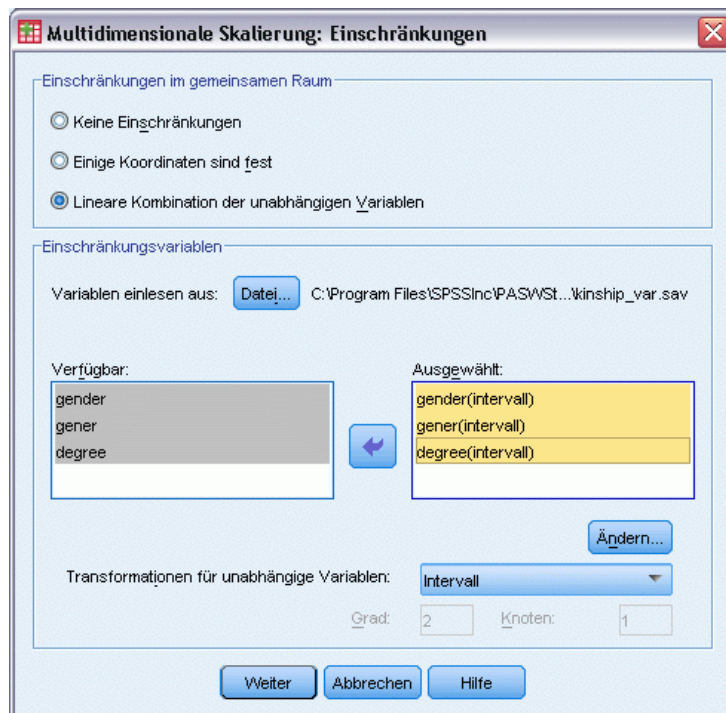 Multidimensionale Skalierung: Einschränkungen
Einschränkungen im gemeinsamen Raum
Keine Einschränkungen
Einige Koordinaten sind fest
Lineare Kombination der unabhängigen Variablen
Einschränkungsvariablen
Variablen einlesen aus: Datei... C:\Program Files\SPSSInc\PASWSt...\kinship_var.sav
Verfügbar: Ausgewählt:
gender gender(intervall)
gener gener(intervall)
degree degree(intervall)
Ändern...
Transformationen für unabhängige Variablen: Intervall
Grad: 2 Knoten: 1
Weiter Abbrechen Hilfe